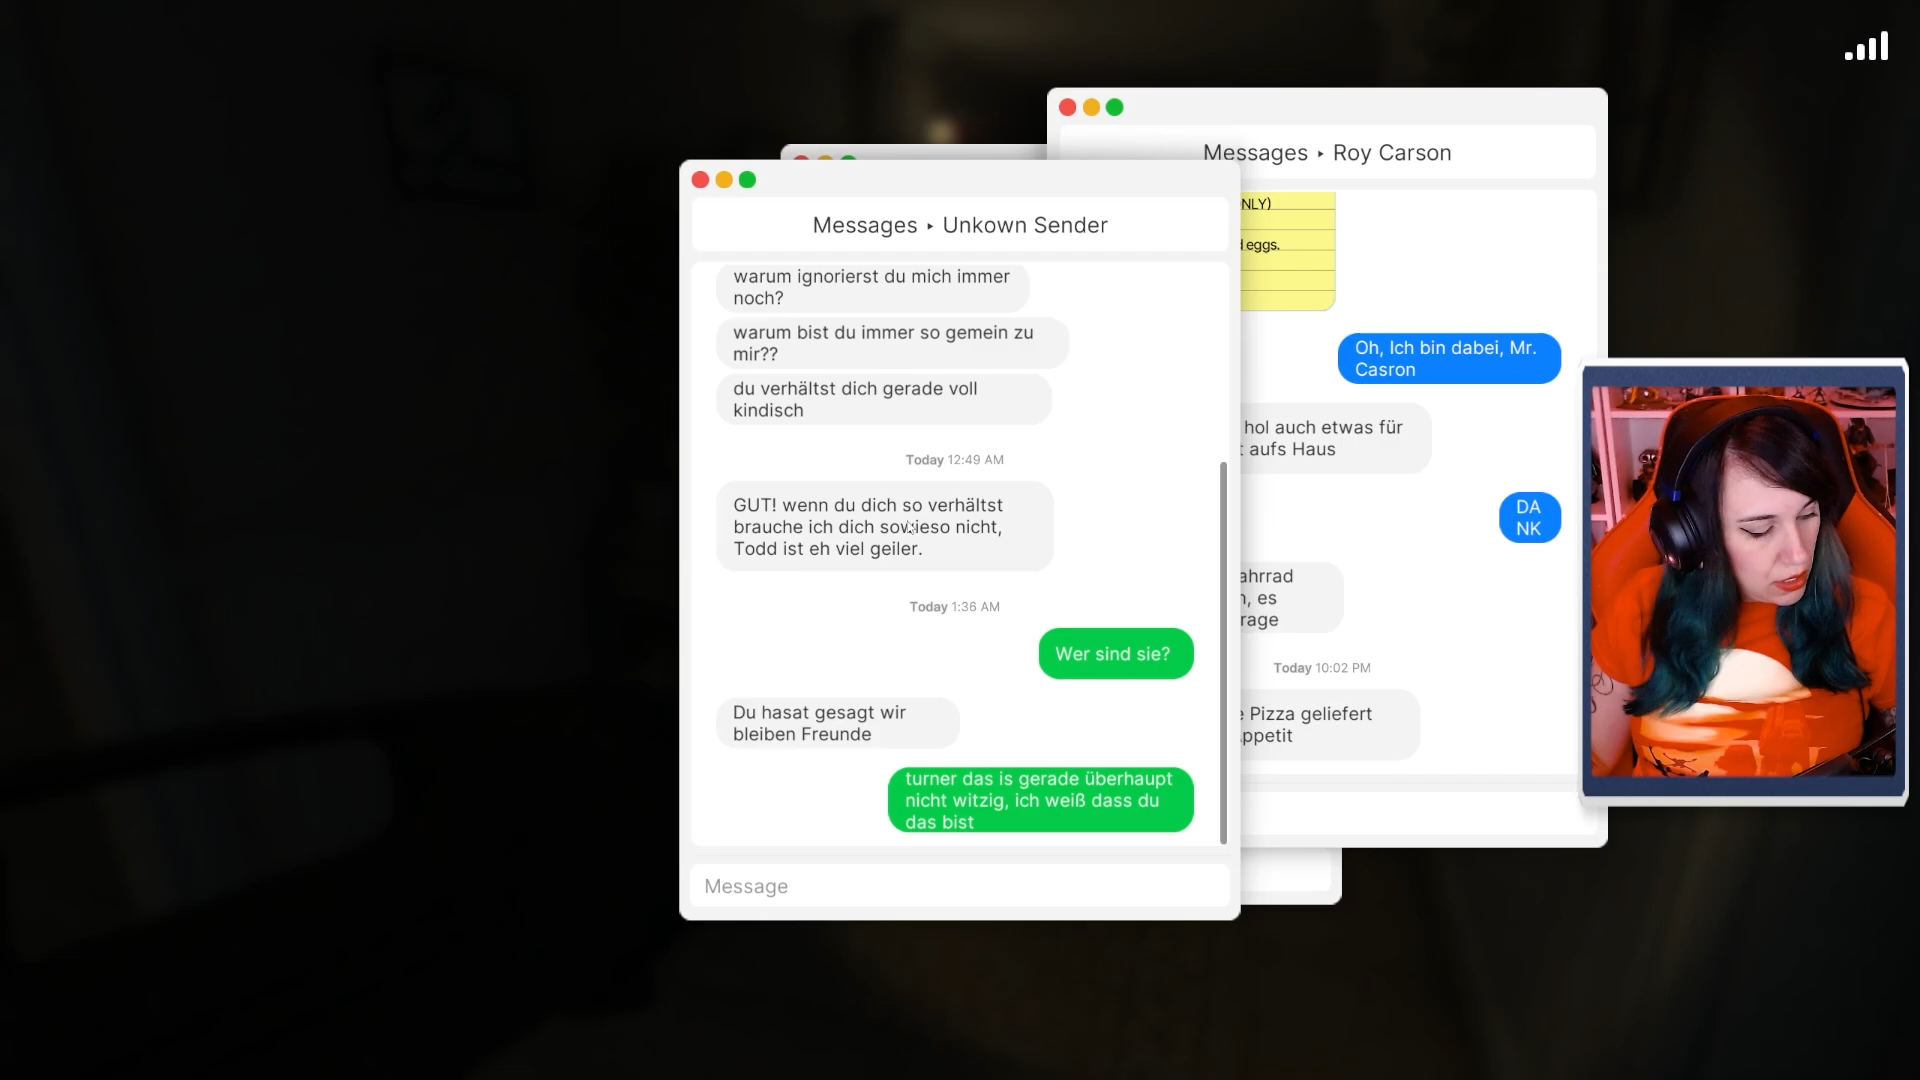 Messages ▸ Unkown Sender
warum ignorierst du mich immer
noch?
warum bist du immer so gemein zu
mir??
du verhältst dich gerade voll
kindisch
Today 12:49 AM
GUT! wenn du dich so verhältst
brauche ich dich sowieso nicht,
Todd ist eh viel geiler.
Today 1:36 AM
Wer sind sie?
Du hasat gesagt wir
bleiben Freunde
turner das is gerade überhaupt
nicht witzig, ich weiß dass du
das bist
Message
Messages ▸ Roy Carson
NLY)
eggs.
Oh, Ich bin dabei, Mr.
Casron
hol auch etwas für
aufs Haus
DA
NK
ahrrad
, es
rage
Today 10:02 PM
Pizza geliefert
ppetit